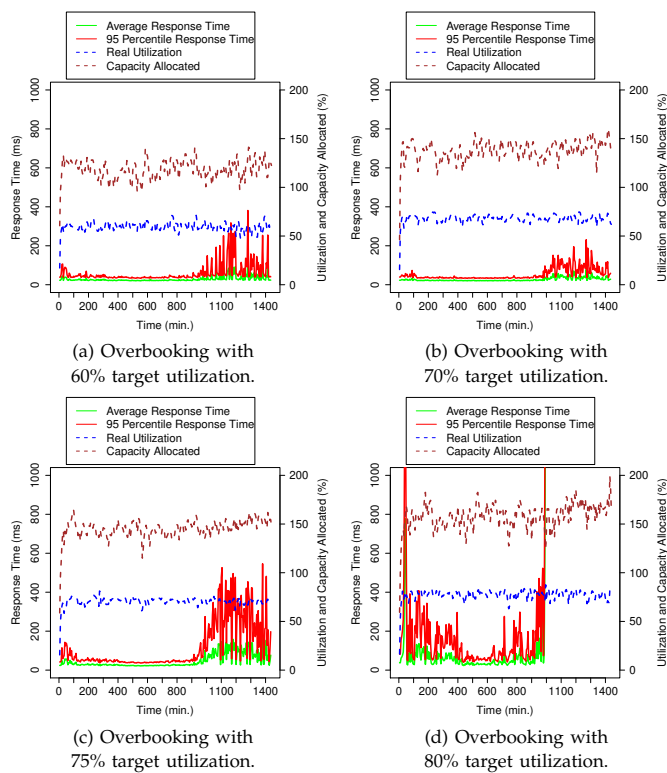 Average Response Time
95 Percentile Response Time
Real Utilization
Capacity Allocated
Response Time (ms)
0 200 400 600 800 1000
0 50 100 150 200
Utilization and Capacity Allocated (%)
0 200 400 600 800 1100 1400
Time (min.)
(a) Overbooking with
60% target utilization.
Average Response Time
95 Percentile Response Time
Real Utilization
Capacity Allocated
Response Time (ms)
0 200 400 600 800 1000
0 50 100 150 200
Utilization and Capacity Allocated (%)
0 200 400 600 800 1100 1400
Time (min.)
(b) Overbooking with
70% target utilization.
Average Response Time
95 Percentile Response Time
Real Utilization
Capacity Allocated
Response Time (ms)
0 200 400 600 800 1000
0 50 100 150 200
Utilization and Capacity Allocated (%)
0 200 400 600 800 1100 1400
Time (min.)
(c) Overbooking with
75% target utilization.
Average Response Time
95 Percentile Response Time
Real Utilization
Capacity Allocated
Response Time (ms)
0 200 400 600 800 1000
0 50 100 150 200
Utilization and Capacity Allocated (%)
0 200 400 600 800 1100 1400
Time (min.)
(d) Overbooking with
80% target utilization.